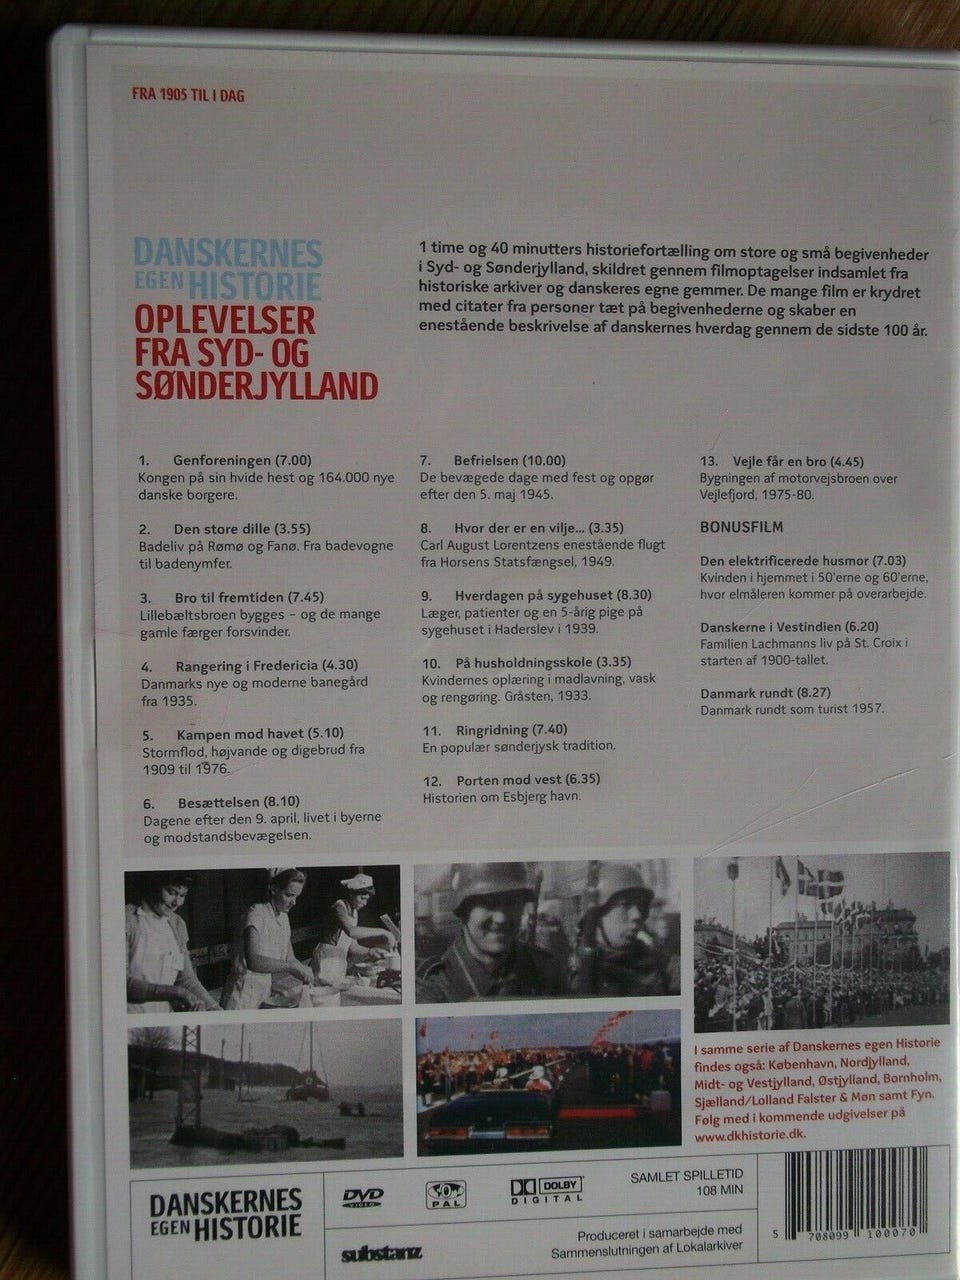 FRA 1905 TIL I DAG
DANSKERNES
EGEN HISTORIE
OPLEVELSER
FRA SYD- OG
SØNDERJYLLAND
1 time og 40 minutters historiefortælling om store og små begivenheder
i Syd- og Sønderjylland, skildret gennem filmoptagelser indsamlet fra
historiske arkiver og danskeres egne gemmer. De mange film er krydret
med citater fra personer tæt på begivenhederne og skaber en
enestående beskrivelse af danskernes hverdag gennem de sidste 100 år.
1. Genforeningen (7.00)
Kongen på sin hvide hest og 164.000 nye
danske borgere.
2. Den store dille (3.55)
Badeliv på Rømø og Fanø. Fra badevogne
til badenymfer.
3. Bro til fremtiden (7.45)
Lillebæltsbroen bygges – og de mange
gamle færger forsvinder.
4. Rangering i Fredericia (4.30)
Danmarks nye og moderne banegård
fra 1935.
5. Kampen mod havet (5.10)
Stormflod, højvande og digebrud fra
1909 til 1976.
6. Besættelsen (8.10)
Dagene efter den 9. april, livet i byerne
og modstandsbevægelsen.
7. Befrielsen (10.00)
De bevægede dage med fest og opgør
efter den 5. maj 1945.
8. Hvor der er en vilje... (3.35)
Carl August Lorentzens enestående flugt
fra Horsens Statsfængsel, 1949.
9. Hverdagen på sygehuset (8.30)
Læger, patienter og en 5-årig pige på
sygehuset i Haderslev i 1939.
10. På husholdningsskole (3.35)
Kvindernes oplæring i madlavning, vask
og rengøring. Gråsten, 1933.
11. Ringridning (7.40)
En populær sønderjysk tradition.
12. Porten mod vest (6.35)
Historien om Esbjerg havn.
13. Vejle får en bro (4.45)
Bygningen af motorvejsbroen over
Vejlefjord, 1975-80.
BONUSFILM
Den elektrificerede husmor (7.03)
Kvinden i hjemmet i 50'erne og 60'erne,
hvor elmåleren kommer på overarbejde.
Danskerne i Vestindien (6.20)
Familien Lachmanns liv på St. Croix i
starten af 1900-tallet.
Danmark rundt (8.27)
Danmark rundt som turist 1957.
I samme serie af Danskernes egen Historie
findes også: København, Nordjylland,
Midt- og Vestjylland, Østjylland, Bornholm,
Sjælland/Lolland Falster & Møn samt Fyn.
Følg med i kommende udgivelser på
www.dkhistorie.dk.
DANSKERNES
EGEN HISTORIE
DVD
VIDEO
PAL
DOLBY
DIGITAL
SAMLET SPILLETID
108 MIN
substanz
Produceret i samarbejde med
Sammenslutningen af Lokalarkiver
5 708099 100070